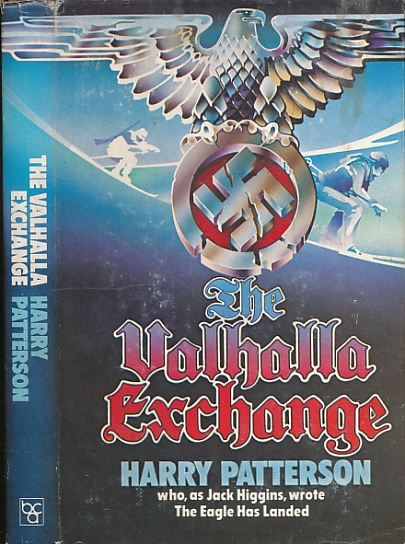 THE VALHALLA HARRY
EXCHANGE PATTERSON
bca
The
Valhalla
Exchange
HARRY PATTERSON
who, as Jack Higgins, wrote
The Eagle Has Landed